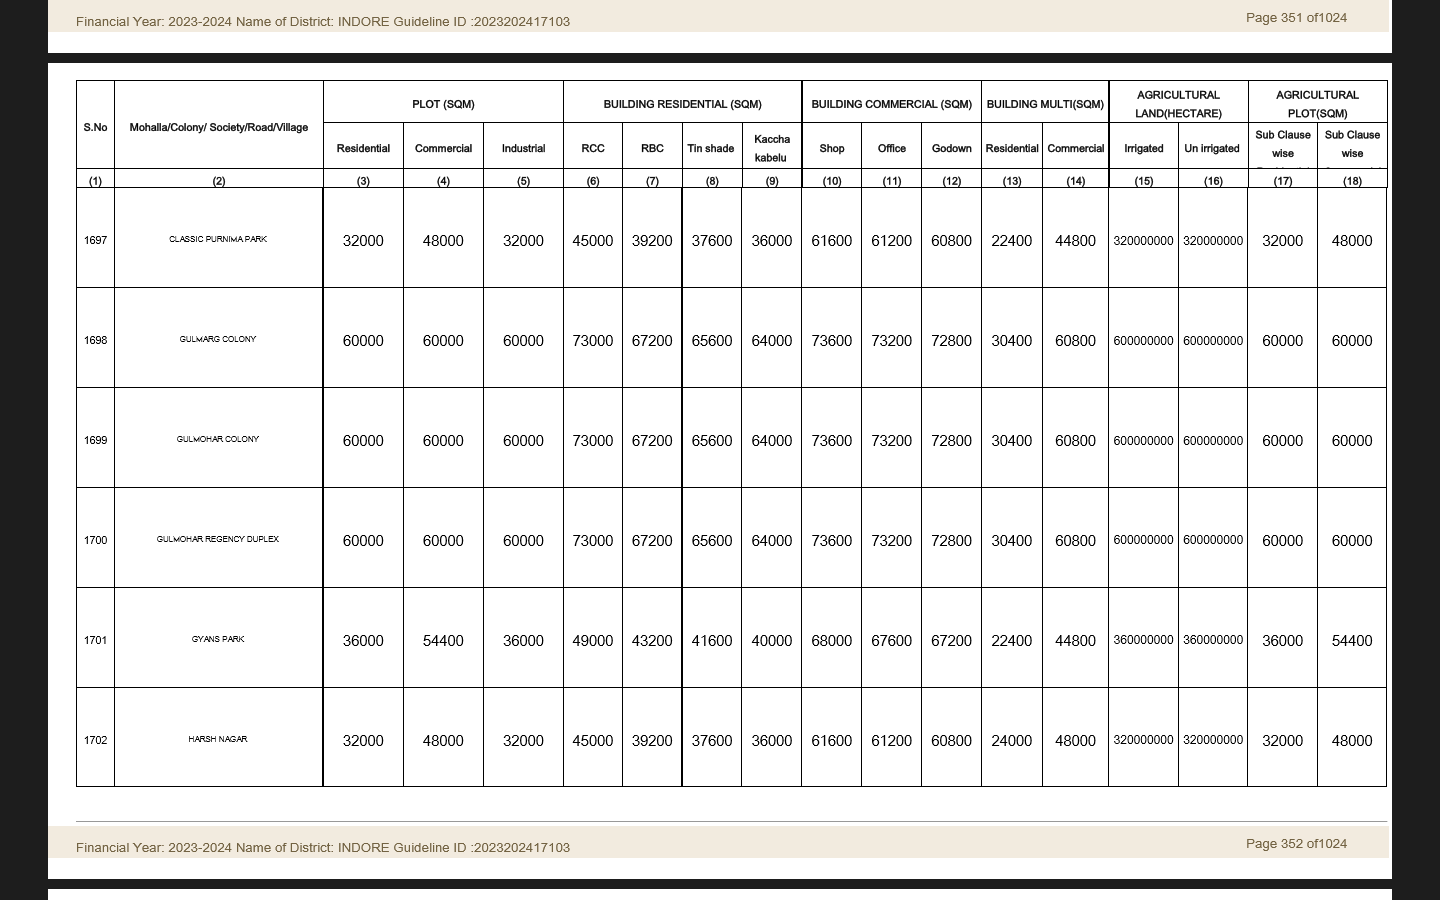 Financial Year: 2023-2024 Name of District: INDORE Guideline ID :2023202417103 Page 351 of1024
S.No Mohalla/Colony/ Society/Road/Village PLOT (SQM) BUILDING RESIDENTIAL (SQM) BUILDING COMMERCIAL (SQM) BUILDING MULTI(SQM) AGRICULTURAL LAND(HECTARE) AGRICULTURAL PLOT(SQM)
Residential Commercial Industrial RCC RBC Tin shade Kaccha kabelu Shop Office Godown Residential Commercial Irrigated Un irrigated Sub Clause wise Sub Clause wise
(1) (2) (3) (4) (5) (6) (7) (8) (9) (10) (11) (12) (13) (14) (15) (16) (17) (18)
1697 CLASSIC PURNIMA PARK 32000 48000 32000 45000 39200 37600 36000 61600 61200 60800 22400 44800 320000000 320000000 32000 48000
1698 GULMARG COLONY 60000 60000 60000 73000 67200 65600 64000 73600 73200 72800 30400 60800 600000000 600000000 60000 60000
1699 GULMOHAR COLONY 60000 60000 60000 73000 67200 65600 64000 73600 73200 72800 30400 60800 600000000 600000000 60000 60000
1700 GULMOHAR REGENCY DUPLEX 60000 60000 60000 73000 67200 65600 64000 73600 73200 72800 30400 60800 600000000 600000000 60000 60000
1701 GYANS PARK 36000 54400 36000 49000 43200 41600 40000 68000 67600 67200 22400 44800 360000000 360000000 36000 54400
1702 HARSH NAGAR 32000 48000 32000 45000 39200 37600 36000 61600 61200 60800 24000 48000 320000000 320000000 32000 48000
Financial Year: 2023-2024 Name of District: INDORE Guideline ID :2023202417103 Page 352 of1024